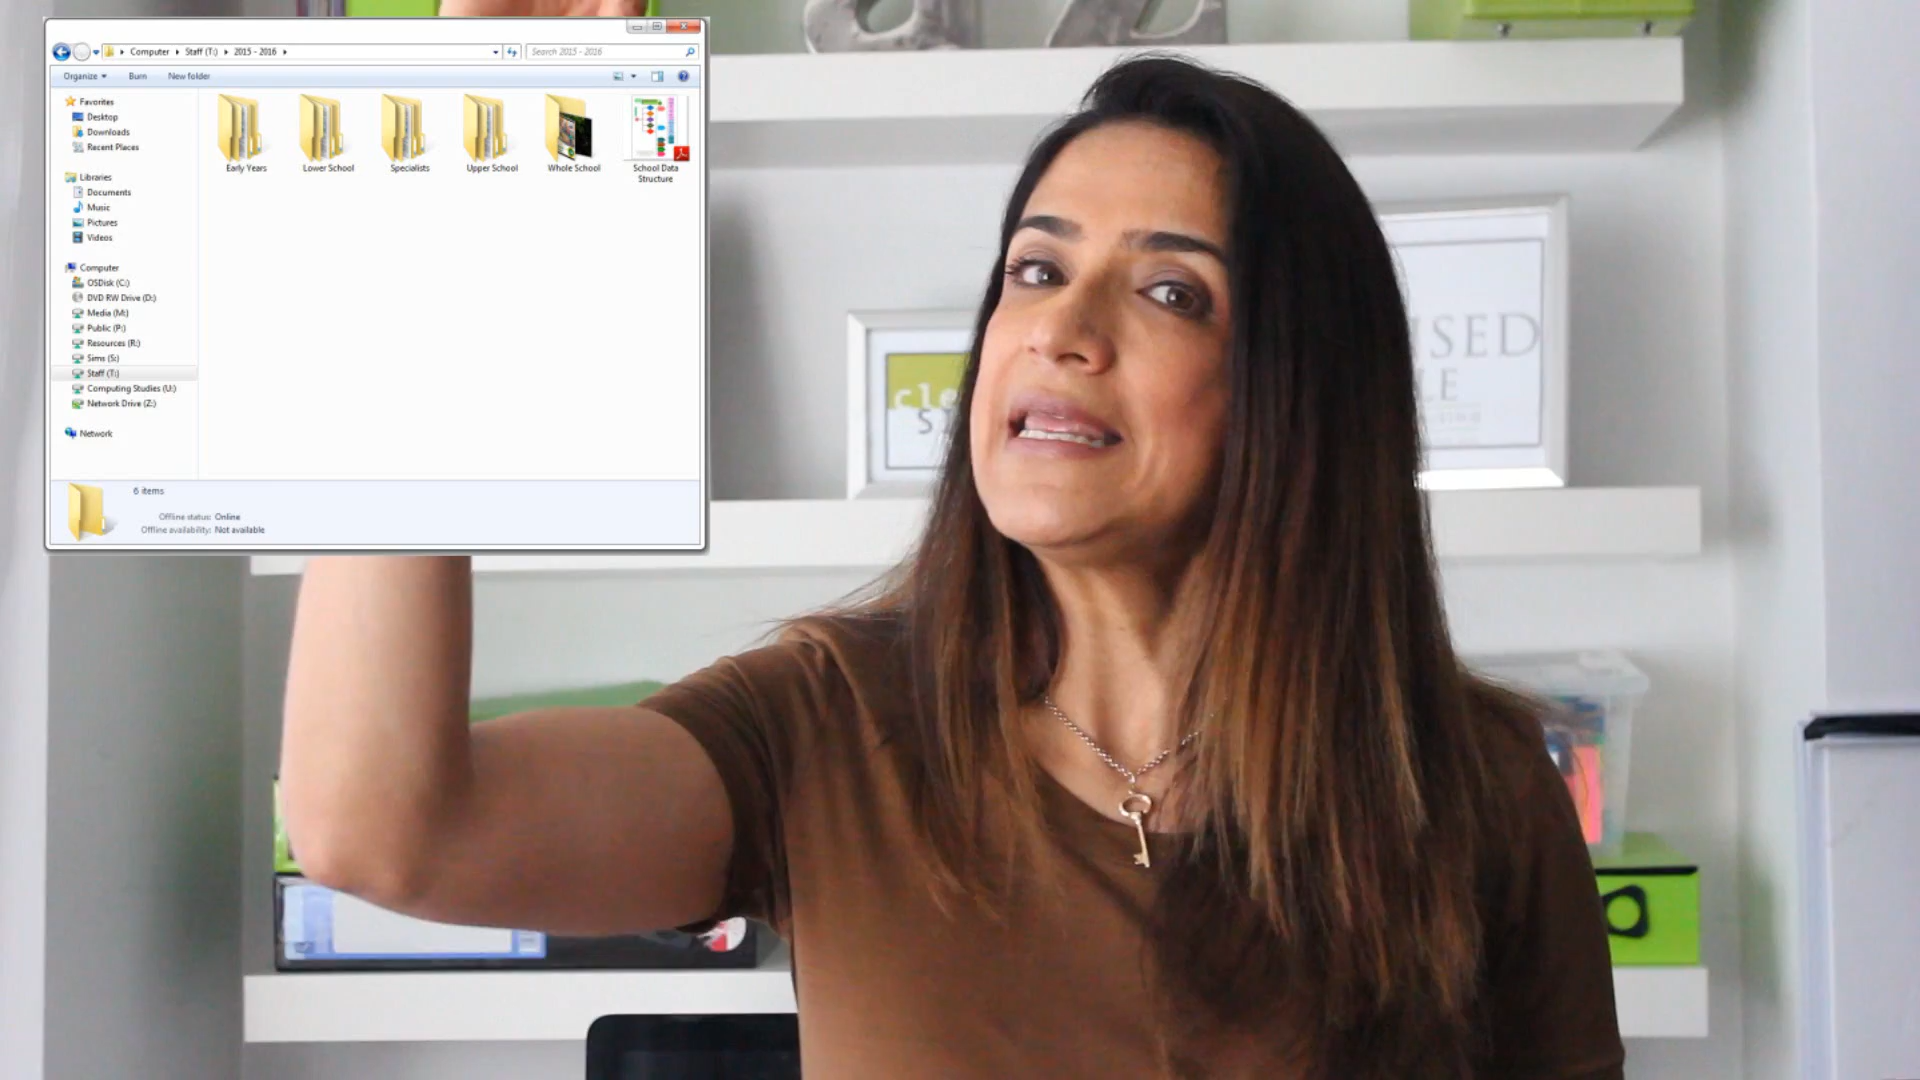 Computer
Staff (T:)
2015 - 2016
Search 2015 - 2016
Organize
Burn
New folder
Favorites
Desktop
Downloads
Recent Places
Libraries
Documents
Music
Pictures
Videos
Computer
OSDisk (C:)
DVD RW Drive (D:)
Media (M:)
Public (P:)
Resources (R:)
Sims (S:)
Staff (T:)
Computing Studies (U:)
Network Drive (Z:)
Network
Early Years
Lower School
Specialists
Upper School
Whole School
School Data
Structure
6 items
Offline status: Online
Offline availability: Not available